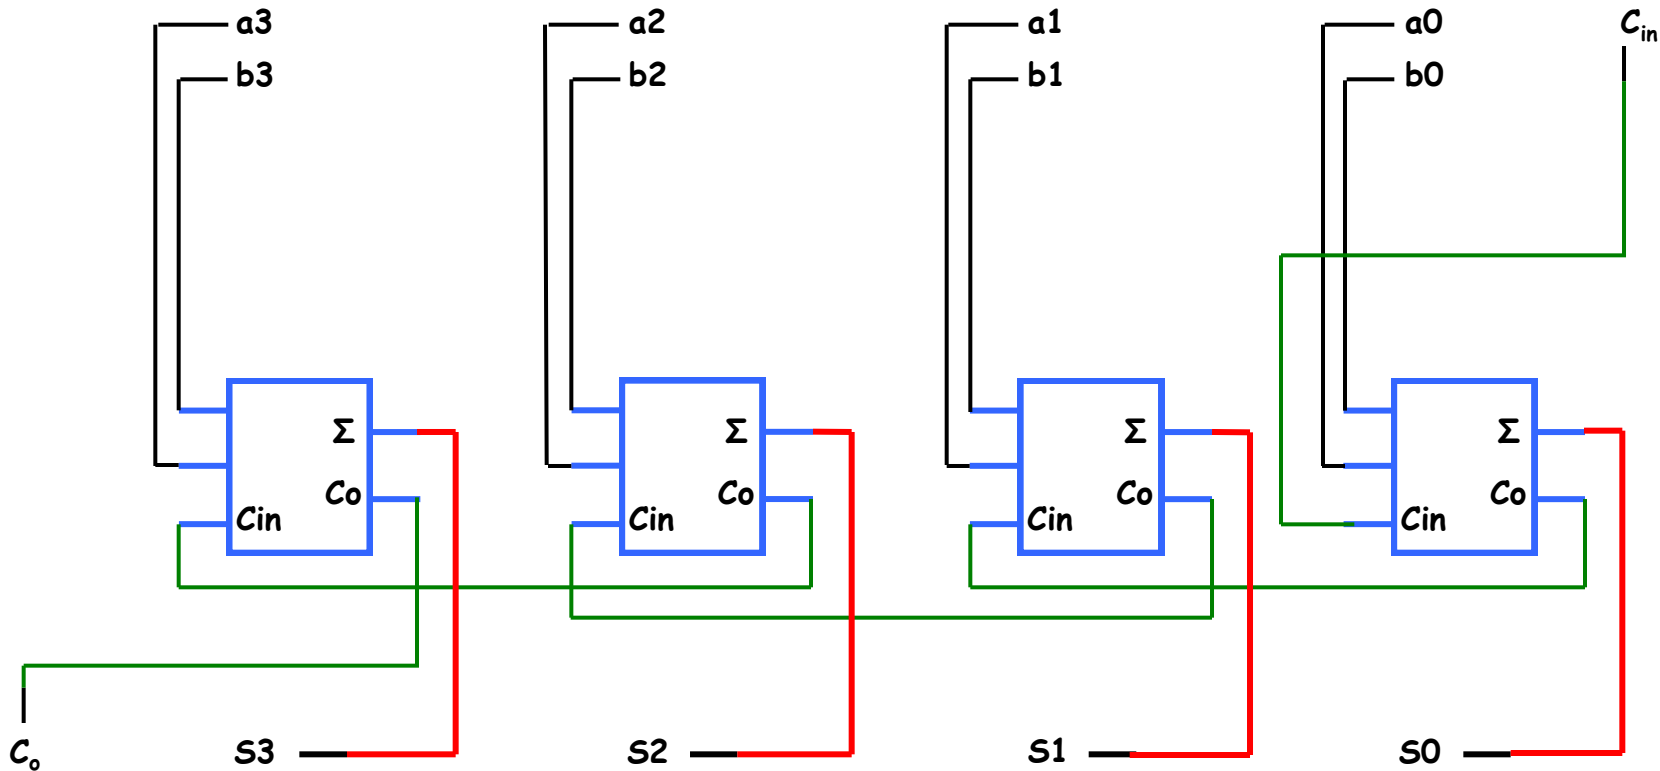 a3 a2 a1 a0 Cin
b3 b2 b1 b0
Σ Σ Σ Σ
Co Co Co Co
Cin Cin Cin Cin
Co S3 S2 S1 S0